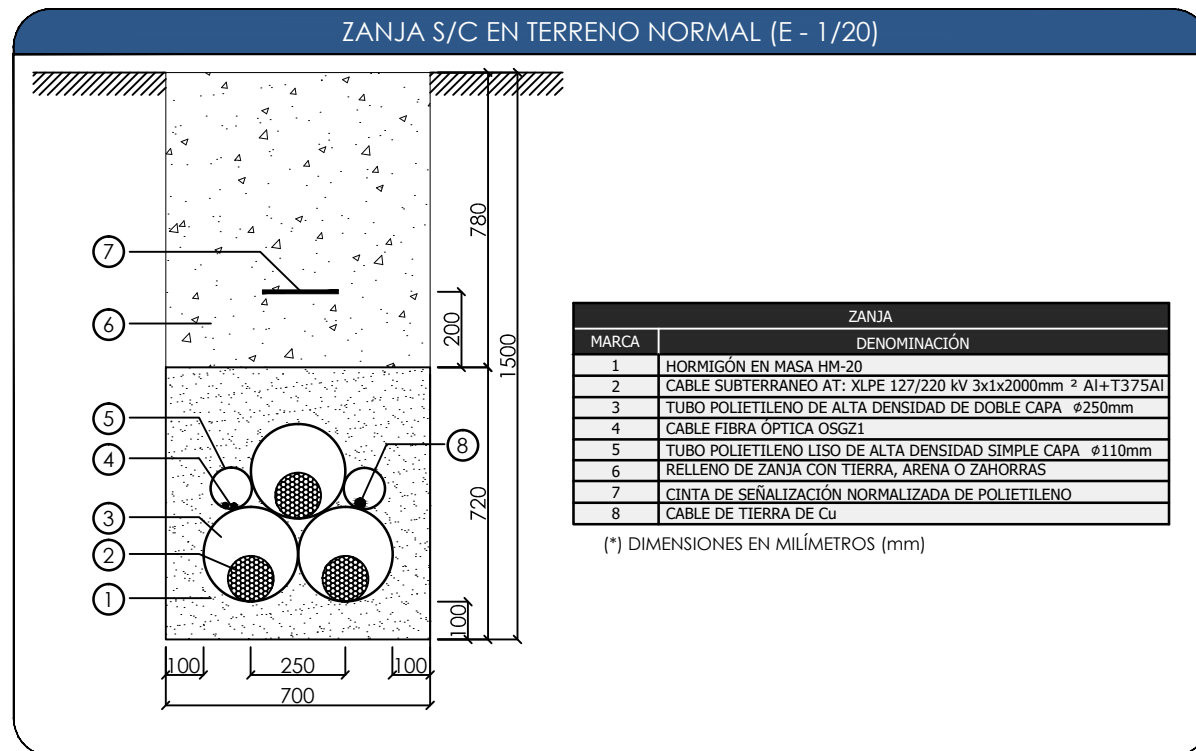 ZANJA S/C EN TERRENO NORMAL (E - 1/20)
780
7
6
200
1500
5
4
8
3
720
2
1
100
100
250
100
700
ZANJA
MARCA DENOMINACIÓN
1 HORMIGÓN EN MASA HM-20
2 CABLE SUBTERRANEO AT: XLPE 127/220 kV 3x1x2000mm ² Al+T375Al
3 TUBO POLIETILENO DE ALTA DENSIDAD DE DOBLE CAPA ϕ250mm
4 CABLE FIBRA ÓPTICA OSGZ1
5 TUBO POLIETILENO LISO DE ALTA DENSIDAD SIMPLE CAPA ϕ110mm
6 RELLENO DE ZANJA CON TIERRA, ARENA O ZAHORRAS
7 CINTA DE SEÑALIZACIÓN NORMALIZADA DE POLIETILENO
8 CABLE DE TIERRA DE Cu
(*) DIMENSIONES EN MILÍMETROS (mm)